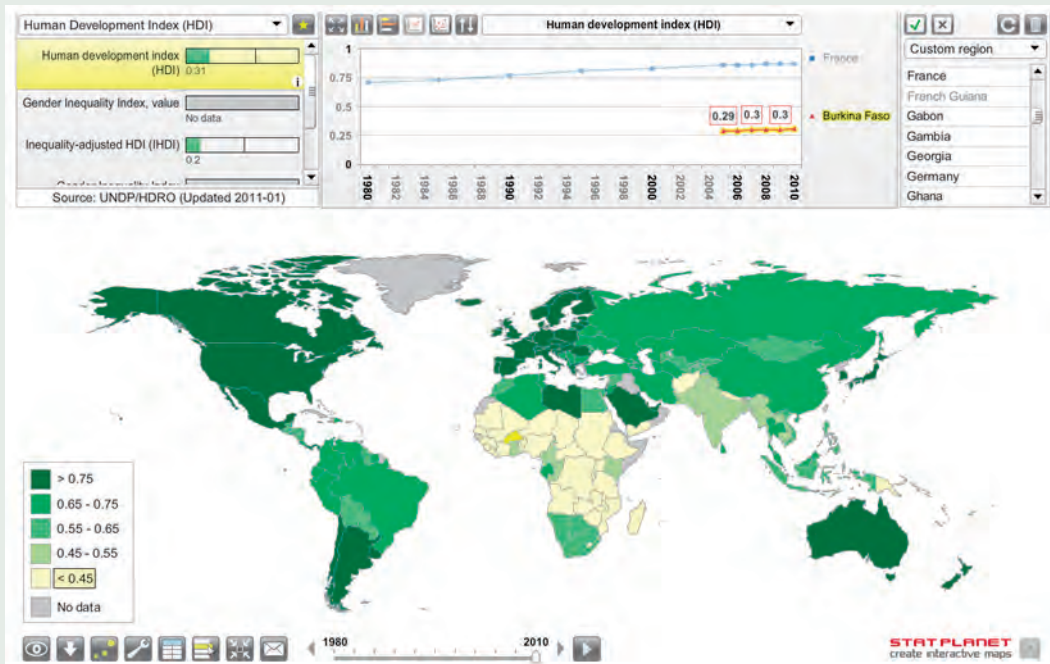 Human Development Index (HDI)
Human development index
(HDI)
0.31
i
Gender Inequality Index, value
No data
Inequality-adjusted HDI (IHDI)
0.2
Gender Inequality Index
Source: UNDP/HDRO (Updated 2011-01)
Human development index (HDI)
1
0.75
0.5
0.25
0
France
0.29
0.3
0.3
Burkina Faso
1980
1982
1984
1986
1988
1990
1992
1994
1996
1998
2000
2002
2004
2006
2008
2010
Custom region
France
French Guiana
Gabon
Gambia
Georgia
Germany
Ghana
> 0.75
0.65 - 0.75
0.55 - 0.65
0.45 - 0.55
< 0.45
No data
1980
2010
STATPLANET
create interactive maps